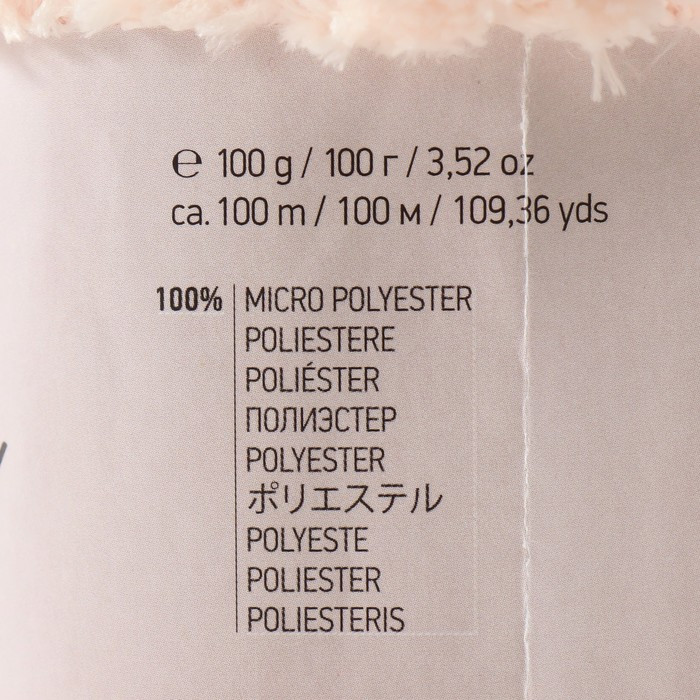 ℮ 100 g / 100 г / 3,52 oz
ca. 100 m / 100 м / 109,36 yds
100% MICRO POLYESTER
POLIESTERE
POLIÉSTER
ПОЛИЭСТЕР
POLYESTER
ポリエステル
POLYESTE
POLIESTER
POLIESTERIS